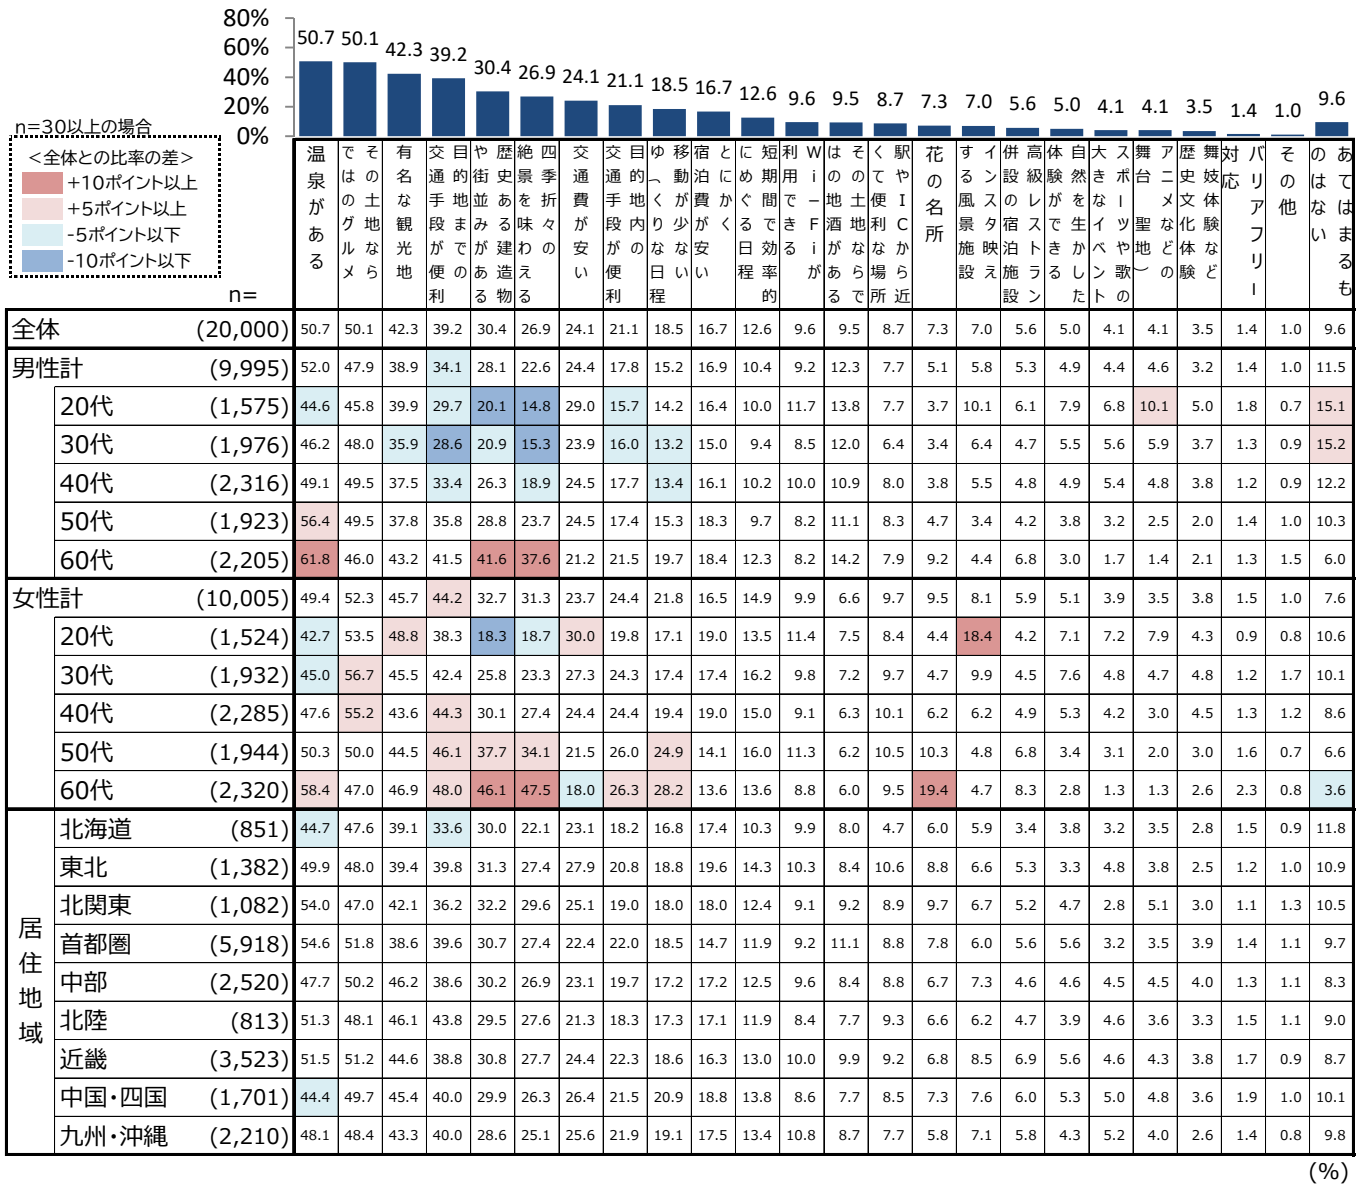 80%
60%
40%
20%
0%
50.7 50.1 42.3 39.2 30.4 26.9 24.1 21.1 18.5 16.7 12.6 9.6 9.5 8.7 7.3 7.0 5.6 5.0 4.1 4.1 3.5 1.4 1.0 9.6
n=30以上の場合
<全体との比率の差>
+10ポイント以上
+5ポイント以上
-5ポイント以下
-10ポイント以下
n=
温泉がある
その土地なら
ではのグルメ
有名な観光地
目的地までの
交通手段が便利
歴史ある建造物
や街並みがある
四季折々の
絶景を味わえる
交通費が安い
目的地内の
交通手段が便利
移動が少ない
ゆ(くりな日程
とにかく
宿泊費が安い
短期間で効率的
にめぐる日程
Wi-Fiが
利用できる
その土地ならで
はの地酒がある
駅やICから近
くて便利な場所
花の名所
インスタ映え
する風景施設
高級レストラン
併設の宿泊施設
自然を生かした
体験ができる
スポーツや歌の
大きなイベント
アニメなどの
舞台(聖地)
舞妓体験など
歴史文化体験
バリアフリー
対応
その他
あてはまるも
のはない
全体 (20,000) 50.7 50.1 42.3 39.2 30.4 26.9 24.1 21.1 18.5 16.7 12.6 9.6 9.5 8.7 7.3 7.0 5.6 5.0 4.1 4.1 3.5 1.4 1.0 9.6
男性計 (9,995) 52.0 47.9 38.9 34.1 28.1 22.6 24.4 17.8 15.2 16.9 10.4 9.2 12.3 7.7 5.1 5.8 5.3 4.9 4.4 4.6 3.2 1.4 1.0 11.5
20代 (1,575) 44.6 45.8 39.9 29.7 20.1 14.8 29.0 15.7 14.2 16.4 10.0 11.7 13.8 7.7 3.7 10.1 6.1 7.9 6.8 10.1 5.0 1.8 0.7 15.1
30代 (1,976) 46.2 48.0 35.9 28.6 20.9 15.3 23.9 16.0 13.2 15.0 9.4 8.5 12.0 6.4 3.4 6.4 4.7 5.5 5.6 5.9 3.7 1.3 0.9 15.2
40代 (2,316) 49.1 49.5 37.5 33.4 26.3 18.9 24.5 17.7 13.4 16.1 10.2 10.0 10.9 8.0 3.8 5.5 4.8 4.9 5.4 4.8 3.8 1.2 0.9 12.2
50代 (1,923) 56.4 49.5 37.8 35.8 28.8 23.7 24.5 17.4 15.3 18.3 9.7 8.2 11.1 8.3 4.7 3.4 4.2 3.8 3.2 2.5 2.0 1.4 1.0 10.3
60代 (2,205) 61.8 46.0 43.2 41.5 41.6 37.6 21.2 21.5 19.7 18.4 12.3 8.2 14.2 7.9 9.2 4.4 6.8 3.0 1.7 1.4 2.1 1.3 1.5 6.0
女性計 (10,005) 49.4 52.3 45.7 44.2 32.7 31.3 23.7 24.4 21.8 16.5 14.9 9.9 6.6 9.7 9.5 8.1 5.9 5.1 3.9 3.5 3.8 1.5 1.0 7.6
20代 (1,524) 42.7 53.5 48.8 38.3 18.3 18.7 30.0 19.8 17.1 19.0 13.5 11.4 7.5 8.4 4.4 18.4 4.2 7.1 7.2 7.9 4.3 0.9 0.8 10.6
30代 (1,932) 45.0 56.7 45.5 42.4 25.8 23.3 27.3 24.3 17.4 17.4 16.2 9.8 7.2 9.7 4.7 9.9 4.5 7.6 4.8 4.7 4.8 1.2 1.7 10.1
40代 (2,285) 47.6 55.2 43.6 44.3 30.1 27.4 24.4 24.4 19.4 19.0 15.0 9.1 6.3 10.1 6.2 6.2 4.9 5.3 4.2 3.0 4.5 1.3 1.2 8.6
50代 (1,944) 50.3 50.0 44.5 46.1 37.7 34.1 21.5 26.0 24.9 14.1 16.0 11.3 6.2 10.5 10.3 4.8 6.8 3.4 3.1 2.0 3.0 1.6 0.7 6.6
60代 (2,320) 58.4 47.0 46.9 48.0 46.1 47.5 18.0 26.3 28.2 13.6 13.6 8.8 6.0 9.5 19.4 4.7 8.3 2.8 1.3 1.3 2.6 2.3 0.8 3.6
居住地域
北海道 (851) 44.7 47.6 39.1 33.6 30.0 22.1 23.1 18.2 16.8 17.4 10.3 9.9 8.0 4.7 6.0 5.9 3.4 3.8 3.2 3.5 2.8 1.5 0.9 11.8
東北 (1,382) 49.9 48.0 39.4 39.8 31.3 27.4 27.9 20.8 18.8 19.6 14.3 10.3 8.4 10.6 8.8 6.6 5.3 3.3 4.8 3.8 2.5 1.2 1.0 10.9
北関東 (1,082) 54.0 47.0 42.1 36.2 32.2 29.6 25.1 19.0 18.0 18.0 12.4 9.1 9.2 8.9 9.7 6.7 5.2 4.7 2.8 5.1 3.0 1.1 1.3 10.5
首都圏 (5,918) 54.6 51.8 38.6 39.6 30.7 27.4 22.4 22.0 18.5 14.7 11.9 9.2 11.1 8.8 7.8 6.0 5.6 5.6 3.2 3.5 3.9 1.4 1.1 9.7
中部 (2,520) 47.7 50.2 46.2 38.6 30.2 26.9 23.1 19.7 17.2 17.2 12.5 9.6 8.4 8.8 6.7 7.3 4.6 4.6 4.5 4.5 4.0 1.3 1.1 8.3
北陸 (813) 51.3 48.1 46.1 43.8 29.5 27.6 21.3 18.3 17.3 17.1 11.9 8.4 7.7 9.3 6.6 6.2 4.7 3.9 4.6 3.6 3.3 1.5 1.1 9.0
近畿 (3,523) 51.5 51.2 44.6 38.8 30.8 27.7 24.4 22.3 18.6 16.3 13.0 10.0 9.9 9.2 6.8 8.5 6.9 5.6 4.6 4.3 3.8 1.7 0.9 8.7
中国・四国 (1,701) 44.4 49.7 45.4 40.0 29.9 26.3 26.4 21.5 20.9 18.8 13.8 8.6 7.7 8.5 7.3 7.6 6.0 5.3 5.0 4.8 3.6 1.9 1.0 10.1
九州・沖縄 (2,210) 48.1 48.4 43.3 40.0 28.6 25.1 25.6 21.9 19.1 17.5 13.4 10.8 8.7 7.7 5.8 7.1 5.8 4.3 5.2 4.0 2.6 1.4 0.8 9.8
(%)